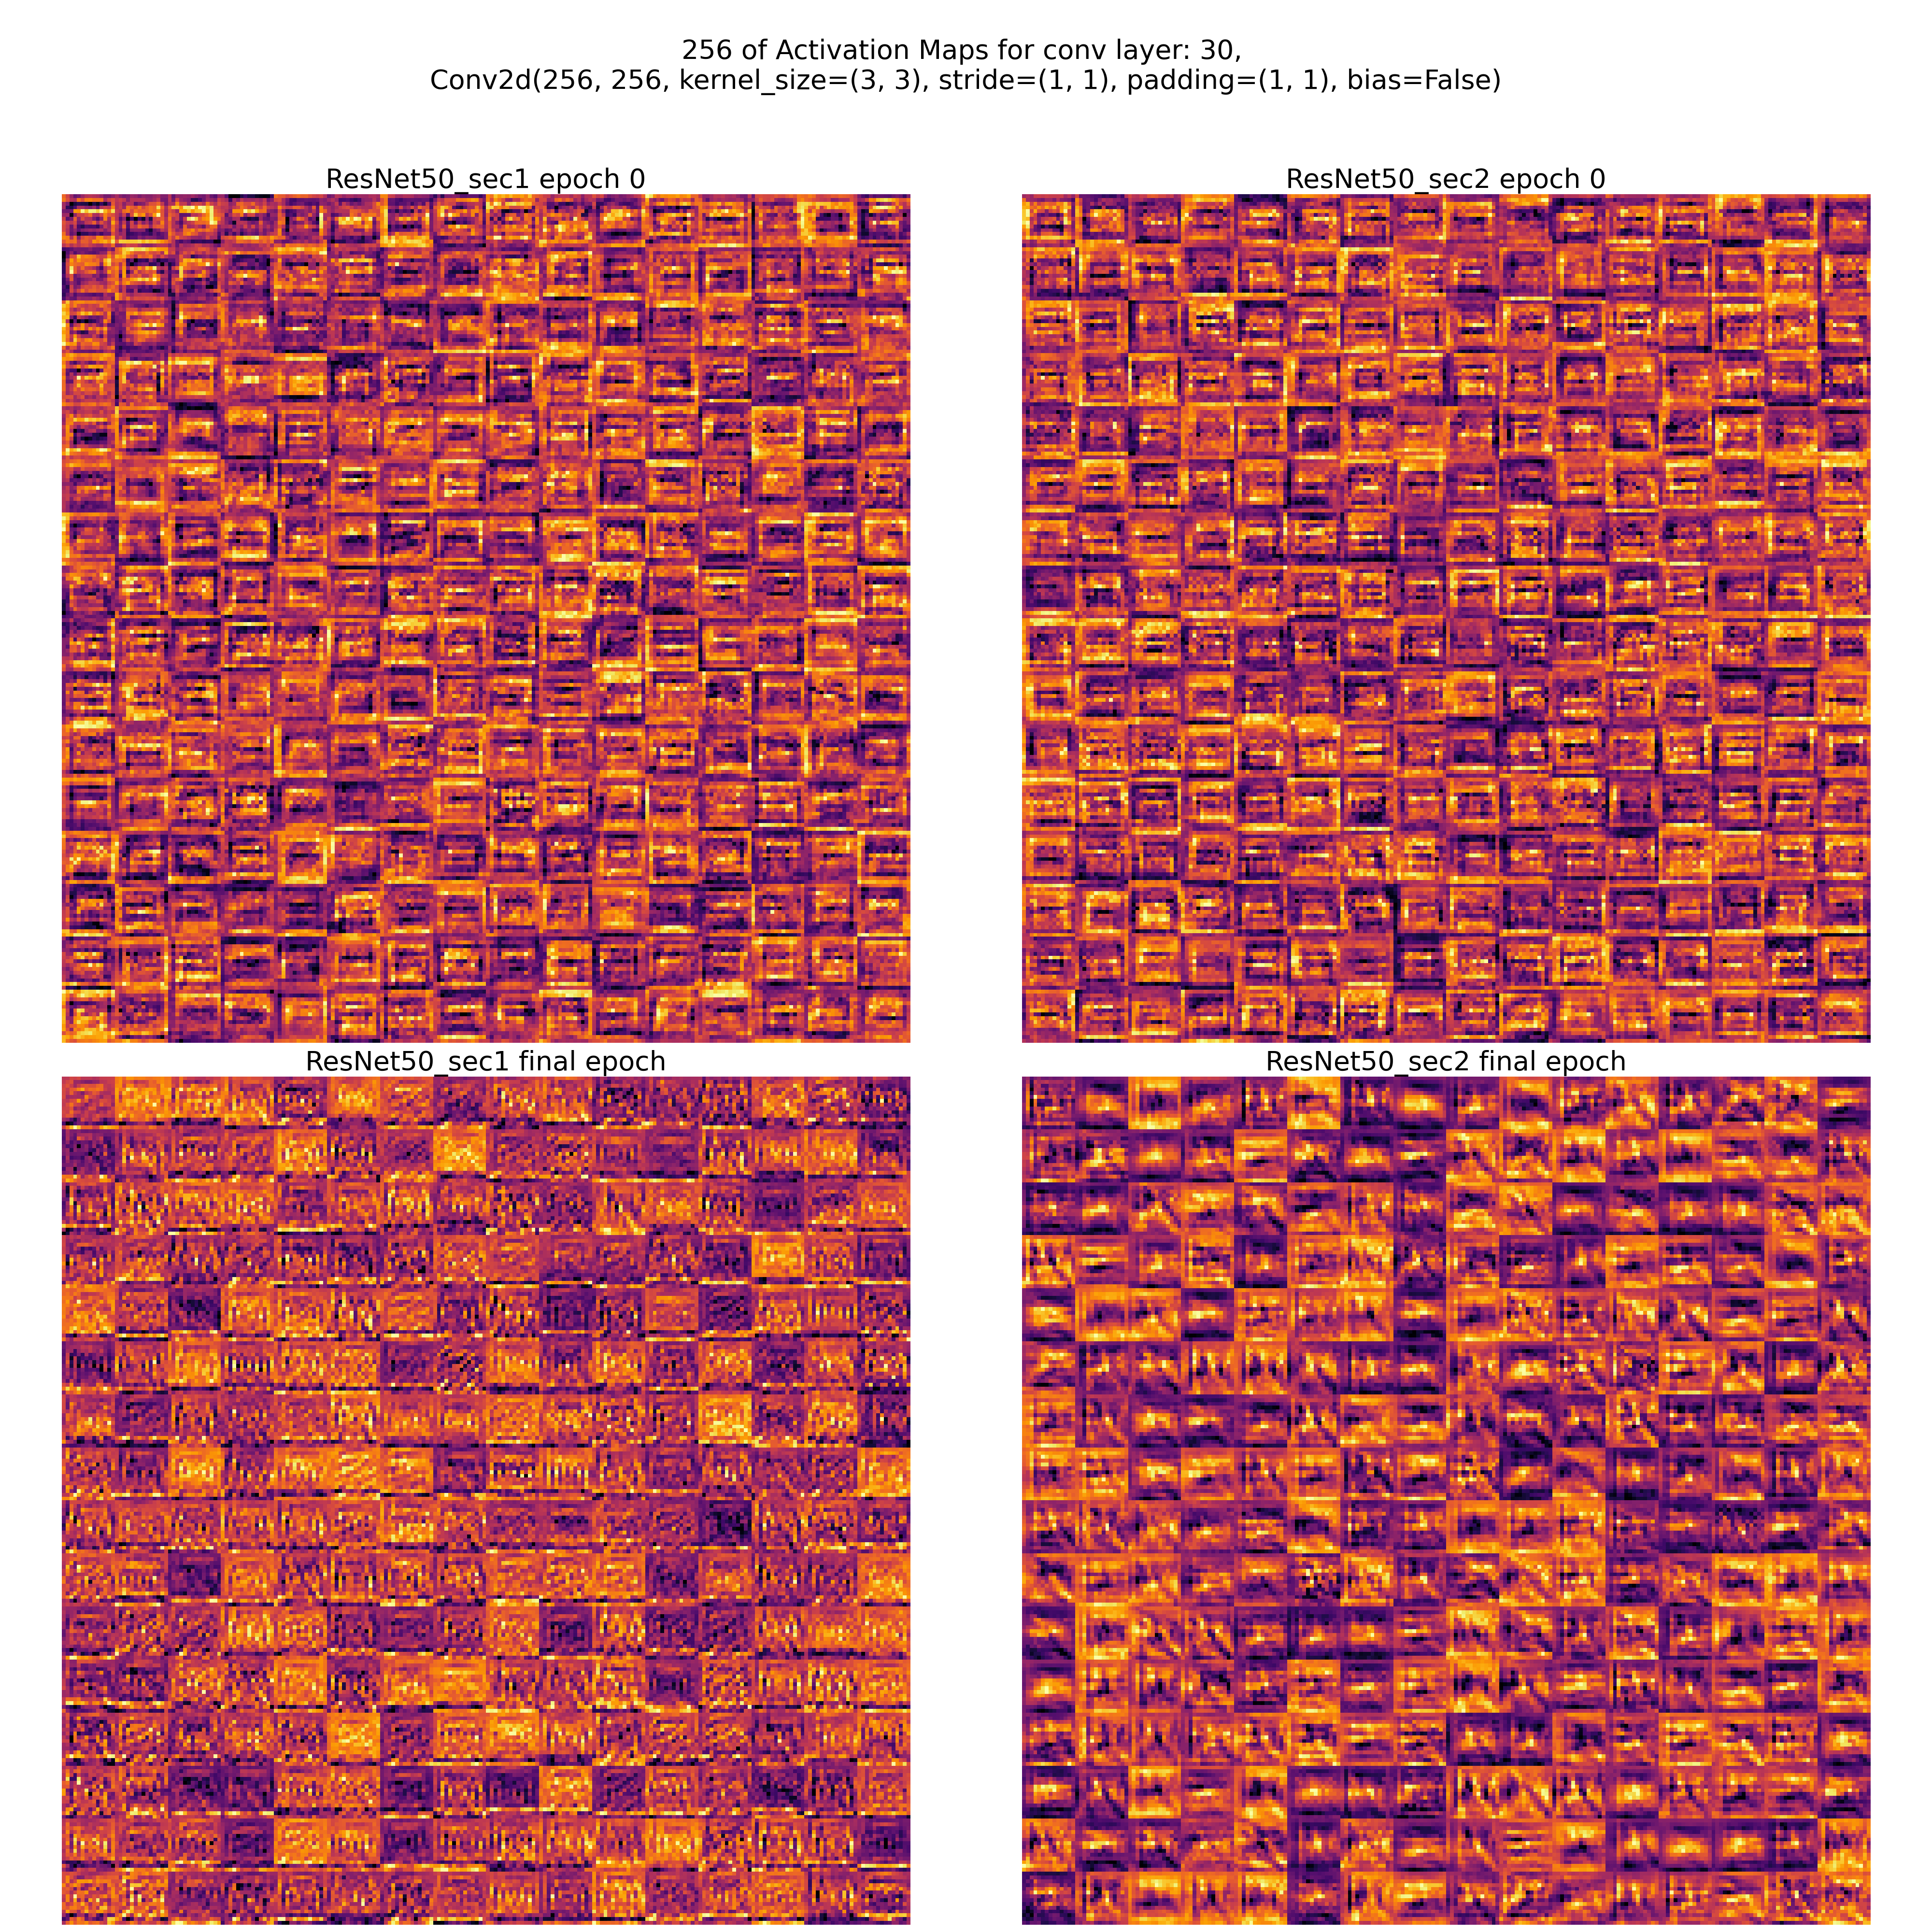 256 of Activation Maps for conv layer: 30,
Conv2d(256, 256, kernel_size=(3, 3), stride=(1, 1), padding=(1, 1), bias=False)
ResNet50_sec1 epoch 0
ResNet50_sec2 epoch 0
ResNet50_sec1 final epoch
ResNet50_sec2 final epoch